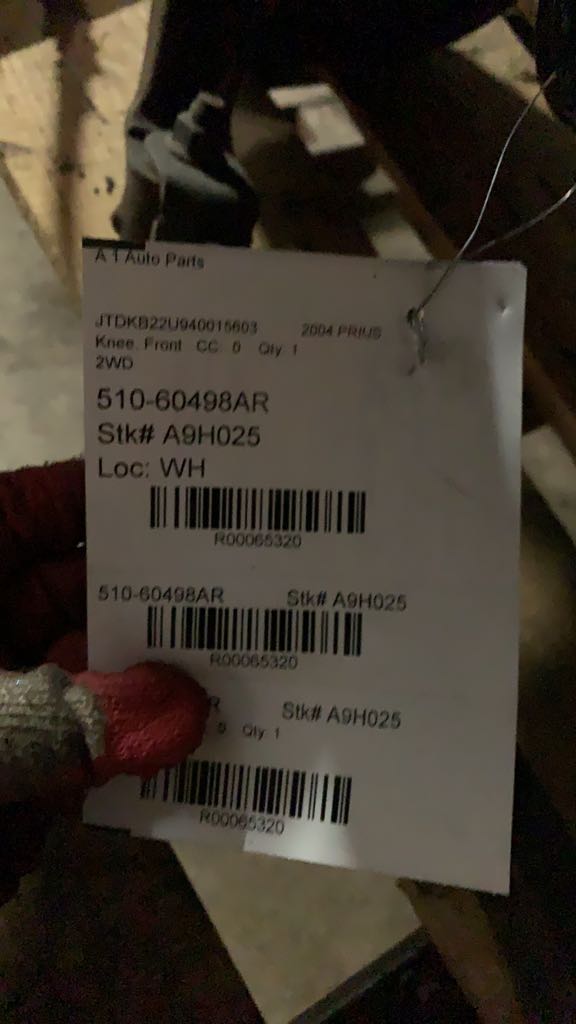 A 1 Auto Parts
JTDKB22U940015603 2004 PRIUS
Knee, Front CC: 0 Qty: 1
2WD
510-60498AR
Stk# A9H025
Loc: WH
R00065320
510-60498AR Stk# A9H025
R00065320
R Stk# A9H025
0 Qty: 1
R00065320